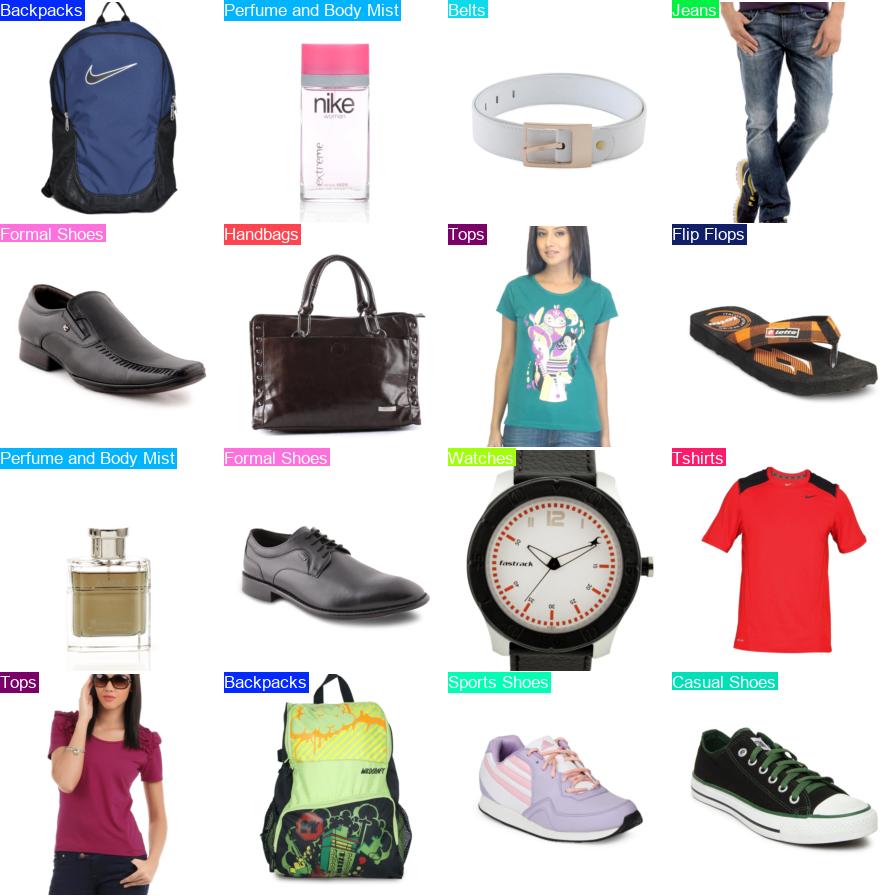 Backpacks
Perfume and Body Mist
Belts
Jeans
nike
woman
extreme
Formal Shoes
Handbags
Tops
Flip Flops
Lotto
Perfume and Body Mist
Formal Shoes
Watches
Tshirts
12
fastrack
Tops
Backpacks
Sports Shoes
Casual Shoes
WILDCRAFT